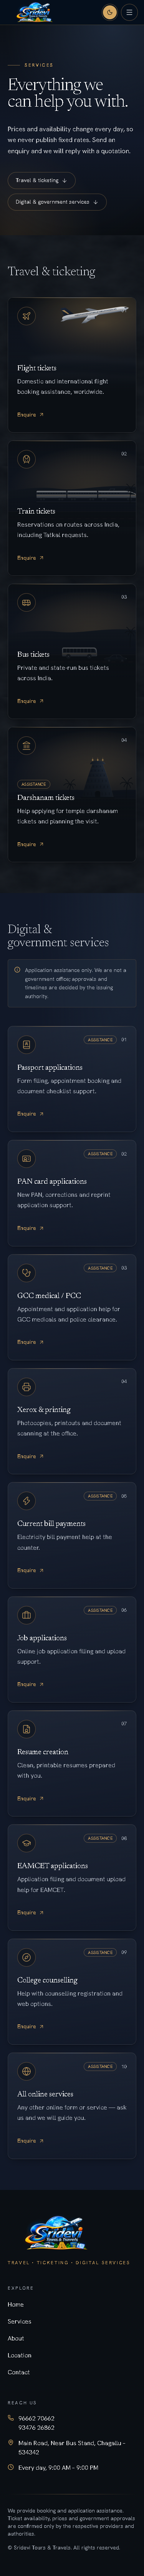 Sridevi
Tours & Travels
SERVICES
Everything we
can help you with.
Prices and availability change every day, so
we never publish fixed rates. Send an
enquiry and we will reply with a quotation.
Travel & ticketing
Digital & government services
Travel & ticketing
Flight tickets
Domestic and international flight
booking assistance, worldwide.
Enquire
02
Train tickets
Reservations on routes across India,
including Tatkal requests.
Enquire
03
Bus tickets
Private and state-run bus tickets
across India.
Enquire
04
ASSISTANCE
Darshanam tickets
Help applying for temple darshanam
tickets and planning the visit.
Enquire
Digital &
government services
Application assistance only. We are not a
government office; approvals and
timelines are decided by the issuing
authority.
ASSISTANCE 01
Passport applications
Form filling, appointment booking and
document checklist support.
Enquire
ASSISTANCE 02
PAN card applications
New PAN, corrections and reprint
application support.
Enquire
ASSISTANCE 03
GCC medical / PCC
Appointment and application help for
GCC medicals and police clearance.
Enquire
04
Xerox & printing
Photocopies, printouts and document
scanning at the office.
Enquire
ASSISTANCE 05
Current bill payments
Electricity bill payment help at the
counter.
Enquire
ASSISTANCE 06
Job applications
Online job application filling and upload
support.
Enquire
07
Resume creation
Clean, printable resumes prepared
with you.
Enquire
ASSISTANCE 08
EAMCET applications
Application filling and document upload
help for EAMCET.
Enquire
ASSISTANCE 09
College counselling
Help with counselling registration and
web options.
Enquire
ASSISTANCE 10
All online services
Any other online form or service — ask
us and we will guide you.
Enquire
Sridevi
Tours & Travels
TRAVEL • TICKETING • DIGITAL SERVICES
EXPLORE
Home
Services
About
Location
Contact
REACH US
96662 70662
93476 26862
Main Road, Near Bus Stand, Chagallu –
534342
Every day, 9:00 AM – 9:00 PM
We provide booking and application assistance.
Ticket availability, prices and government approvals
are confirmed only by the respective providers and
authorities.
© Sridevi Tours & Travels. All rights reserved.